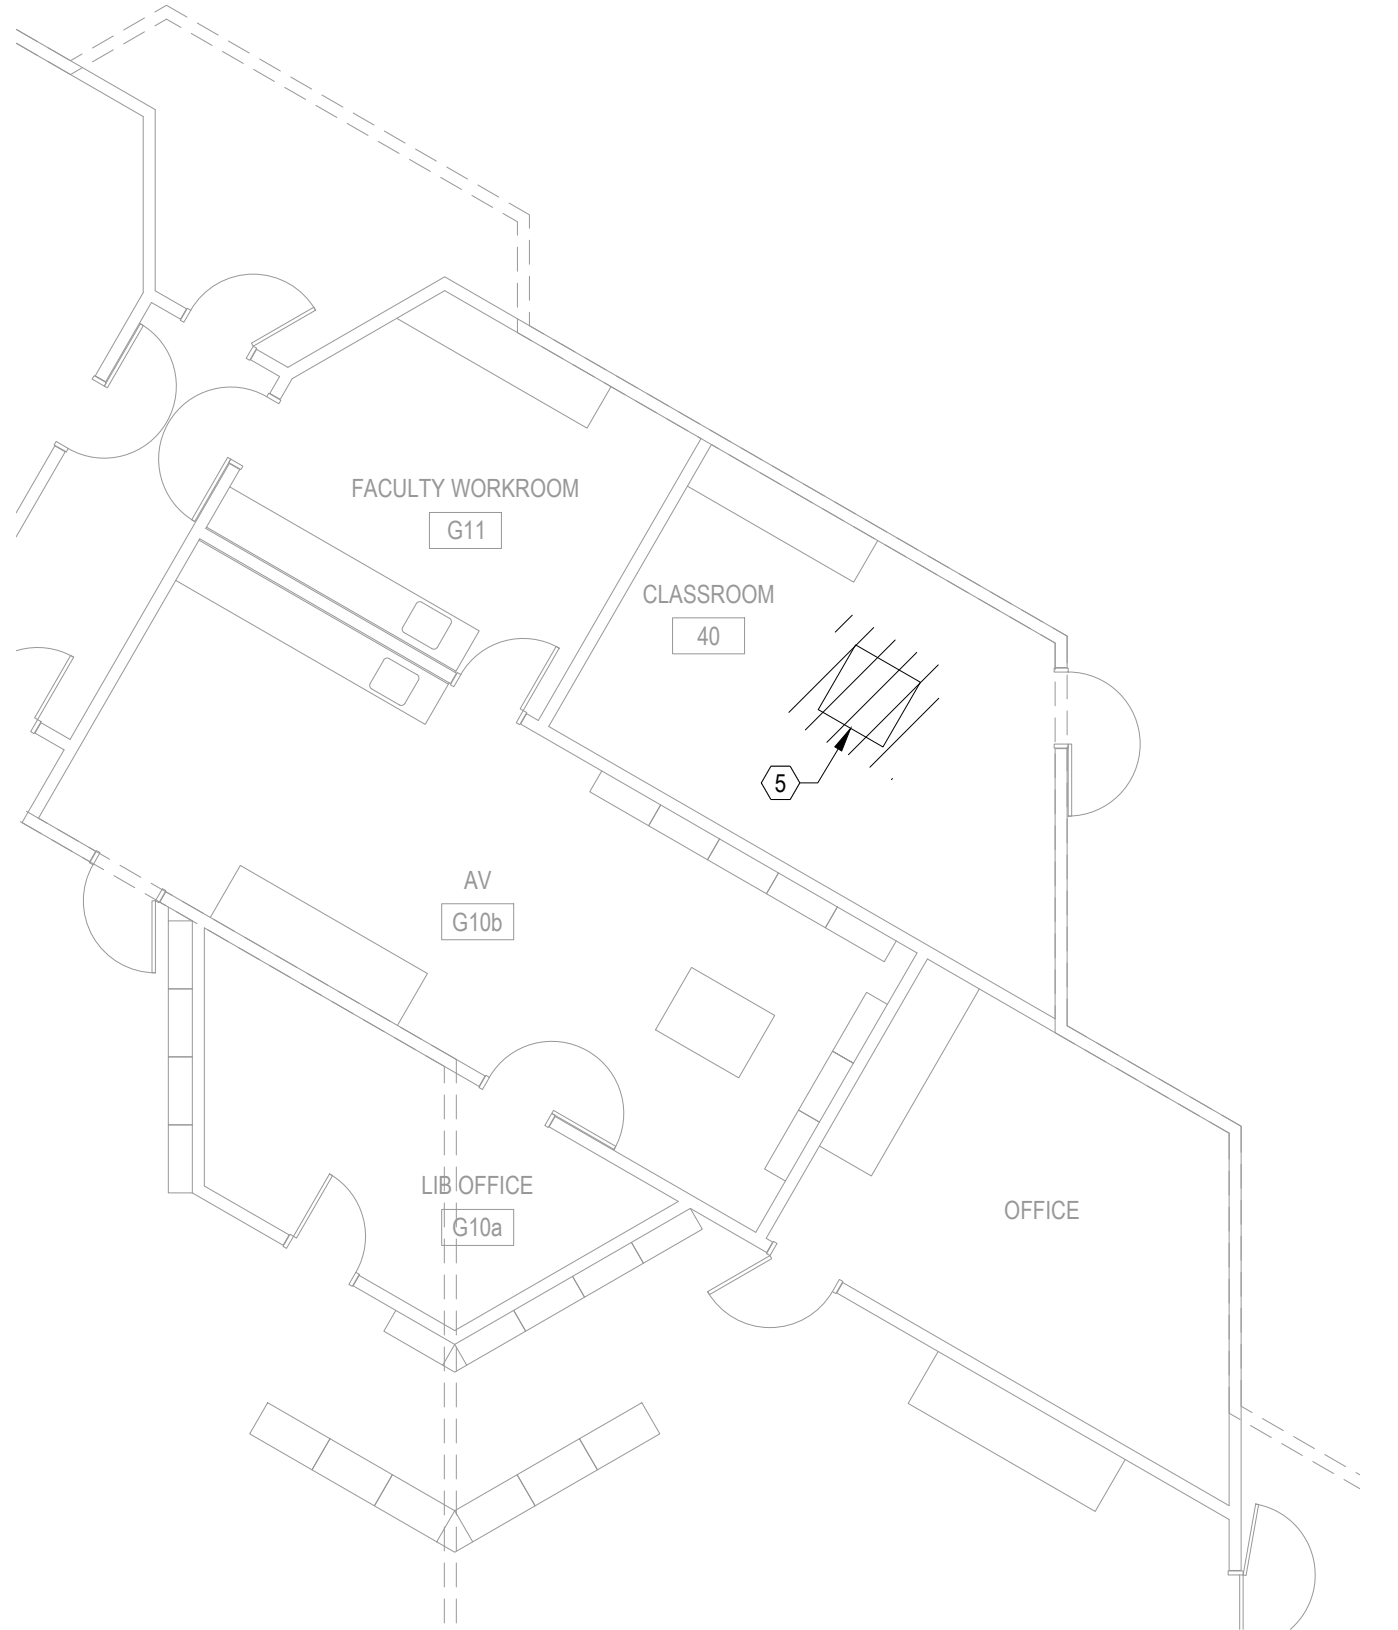 FACULTY WORKROOM
G11
CLASSROOM
40
5
AV
G10b
LIB OFFICE
G10a
OFFICE